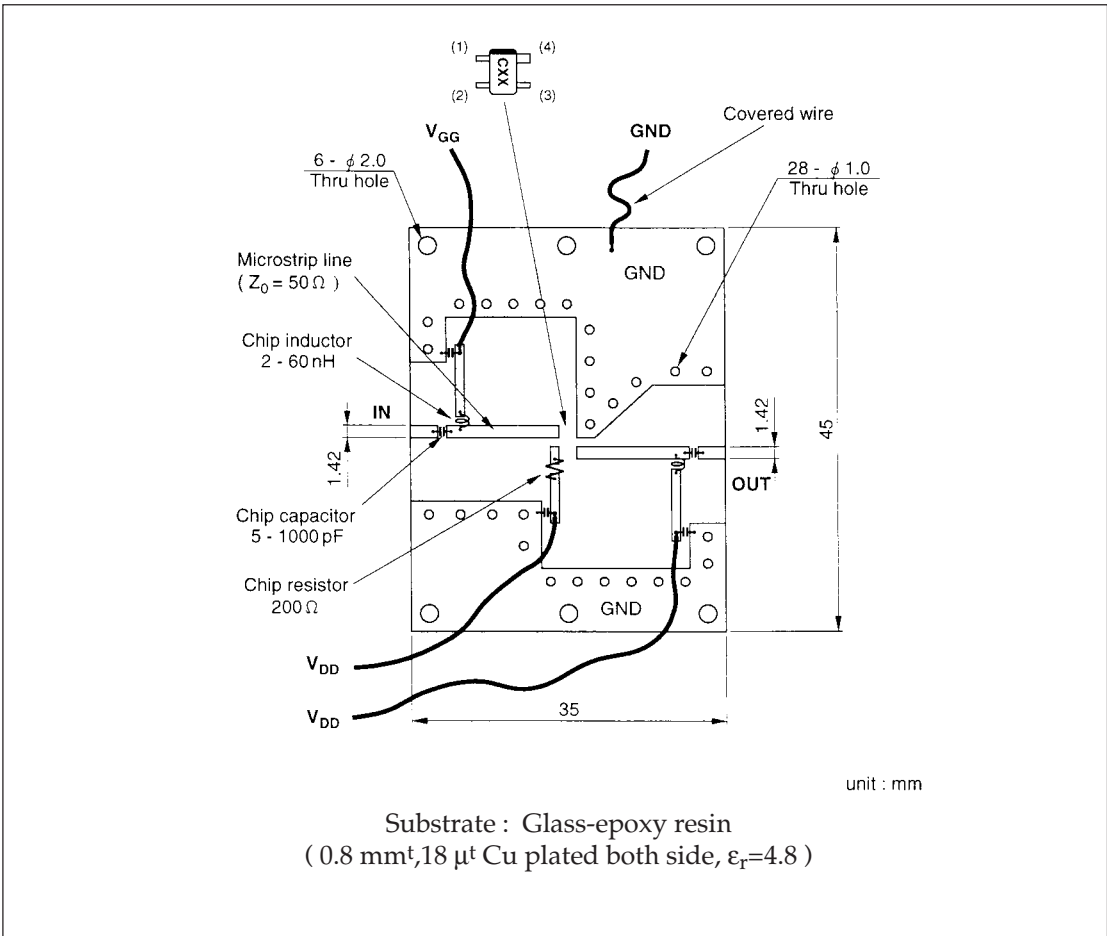 (1)
(4)
CXX
(2)
(3)
Covered wire
V_GG
GND
6 - ϕ 2.0
Thru hole
28 - ϕ 1.0
Thru hole
GND
Microstrip line
( Z₀ = 50 Ω )
Chip inductor
2 - 60 nH
IN
1.42
1.42
45
OUT
Chip capacitor
5 - 1000 pF
Chip resistor
200 Ω
GND
V_DD
V_DD
35
unit : mm
Substrate : Glass-epoxy resin
( 0.8 mmᵗ,18 μᵗ Cu plated both side, εᵣ=4.8 )